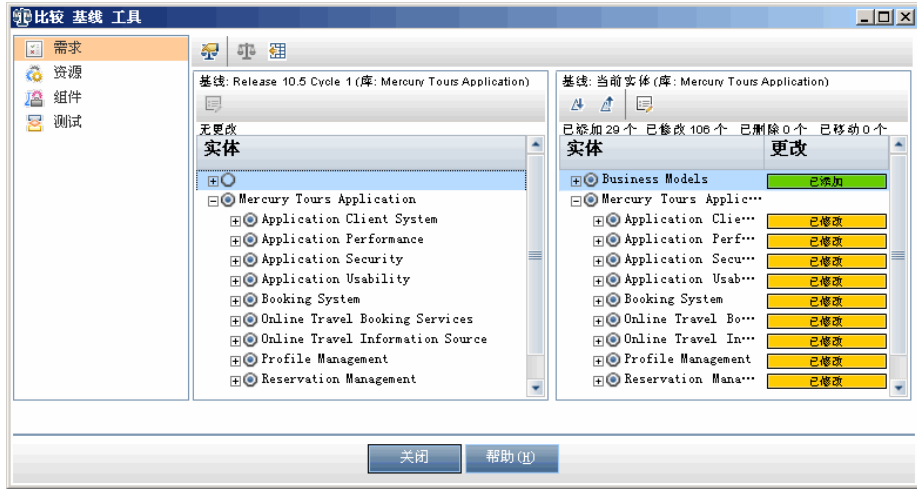 比较 基线 工具
需求
资源
组件
测试
基线: Release 10.5 Cycle 1 (库: Mercury Tours Application)
无更改
实体
Mercury Tours Application
Application Client System
Application Performance
Application Security
Application Usability
Booking System
Online Travel Booking Services
Online Travel Information Source
Profile Management
Reservation Management
基线: 当前实体 (库: Mercury Tours Application)
已添加 29 个 已修改 106 个 已删除 0 个 已移动 0 个
实体 更改
Business Models 已添加
Mercury Tours Applic…
Application Clie… 已修改
Application Perf… 已修改
Application Secu… 已修改
Application Usab… 已修改
Booking System 已修改
Online Travel Bo… 已修改
Online Travel In… 已修改
Profile Management 已修改
Reservation Mana… 已修改
关闭 帮助(H)